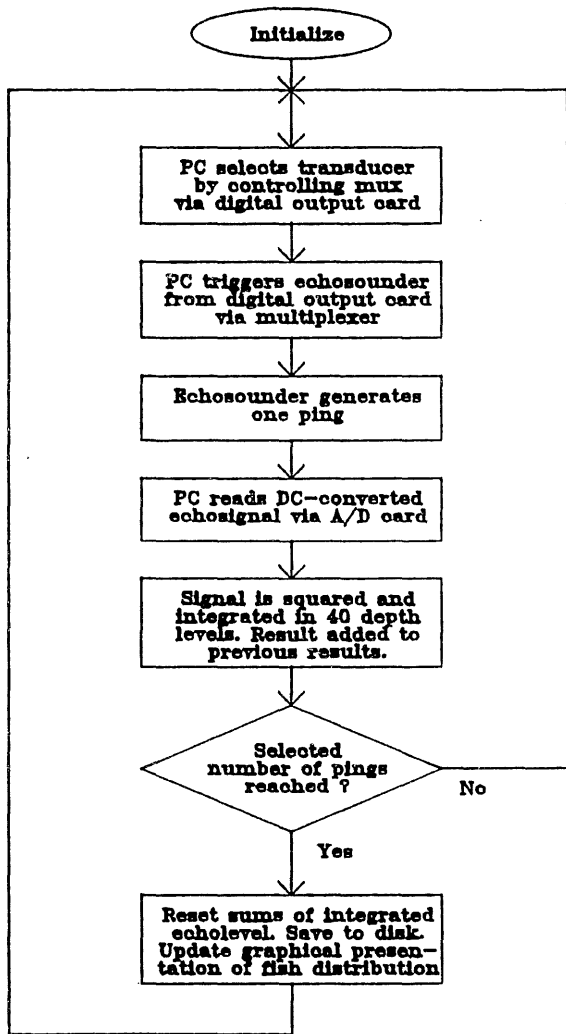 Initialize
PC selects transducer
by controlling mux
via digital output card
PC triggers echosounder
from digital output card
via multiplexer
Echosounder generates
one ping
PC reads DC-converted
echosignal via A/D card
Signal is squared and
integrated in 40 depth
levels. Result added to
previous results.
Selected
number of pings
reached ?
No
Yes
Reset sums of integrated
echolevel. Save to disk.
Update graphical presen-
tation of fish distribution